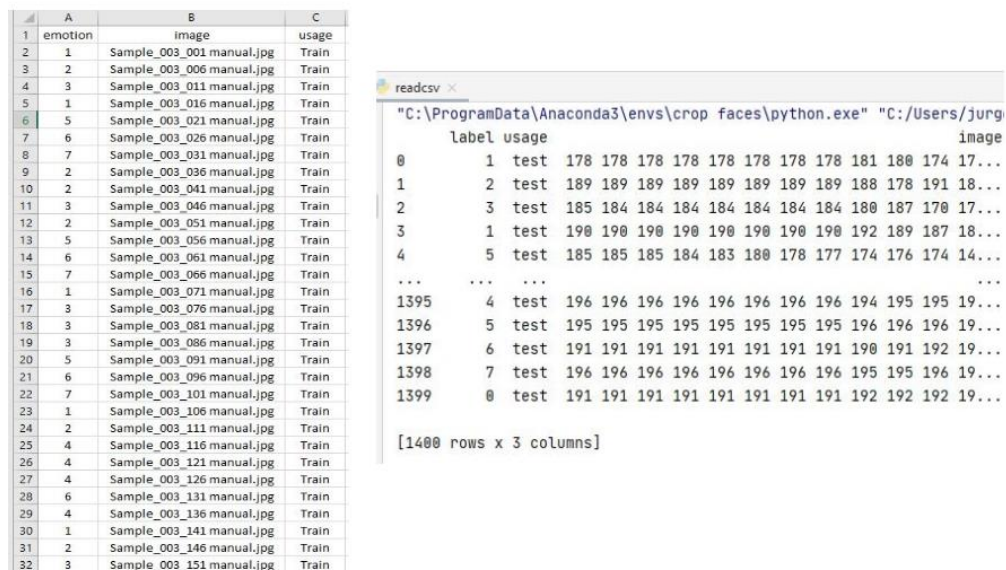 A B C
1 emotion image usage
2 1 Sample_003_001 manual.jpg Train
3 2 Sample_003_006 manual.jpg Train
4 3 Sample_003_011 manual.jpg Train
5 1 Sample_003_016 manual.jpg Train
6 5 Sample_003_021 manual.jpg Train
7 6 Sample_003_026 manual.jpg Train
8 7 Sample_003_031 manual.jpg Train
9 2 Sample_003_036 manual.jpg Train
10 2 Sample_003_041 manual.jpg Train
11 3 Sample_003_046 manual.jpg Train
12 2 Sample_003_051 manual.jpg Train
13 5 Sample_003_056 manual.jpg Train
14 6 Sample_003_061 manual.jpg Train
15 7 Sample_003_066 manual.jpg Train
16 1 Sample_003_071 manual.jpg Train
17 3 Sample_003_076 manual.jpg Train
18 3 Sample_003_081 manual.jpg Train
19 3 Sample_003_086 manual.jpg Train
20 5 Sample_003_091 manual.jpg Train
21 6 Sample_003_096 manual.jpg Train
22 7 Sample_003_101 manual.jpg Train
23 1 Sample_003_106 manual.jpg Train
24 2 Sample_003_111 manual.jpg Train
25 4 Sample_003_116 manual.jpg Train
26 4 Sample_003_121 manual.jpg Train
27 4 Sample_003_126 manual.jpg Train
28 6 Sample_003_131 manual.jpg Train
29 4 Sample_003_136 manual.jpg Train
30 1 Sample_003_141 manual.jpg Train
31 2 Sample_003_146 manual.jpg Train
32 3 Sample_003_151 manual.jpg Train
readcsv ×
"C:\ProgramData\Anaconda3\envs\crop faces\python.exe" "C:/Users/jurg
label usage image
0 1 test 178 178 178 178 178 178 178 178 181 180 174 17...
1 2 test 189 189 189 189 189 189 189 189 188 178 191 18...
2 3 test 185 184 184 184 184 184 184 184 180 187 170 17...
3 1 test 190 190 190 190 190 190 190 190 192 189 187 18...
4 5 test 185 185 185 184 183 180 178 177 174 176 174 14...
... ... ... ...
1395 4 test 196 196 196 196 196 196 196 196 194 195 195 19...
1396 5 test 195 195 195 195 195 195 195 195 196 196 196 19...
1397 6 test 191 191 191 191 191 191 191 191 190 191 192 19...
1398 7 test 196 196 196 196 196 196 196 196 195 195 196 19...
1399 0 test 191 191 191 191 191 191 191 191 192 192 192 19...
[1400 rows x 3 columns]